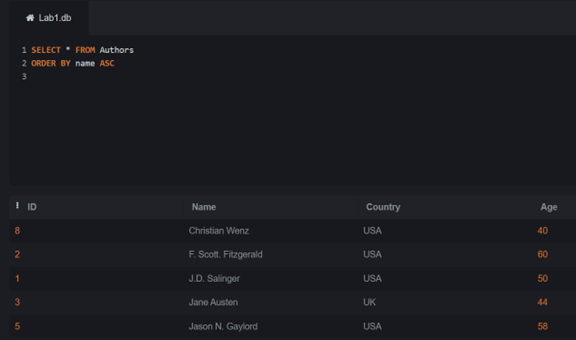 Lab1.db
1 SELECT * FROM Authors
2 ORDER BY name ASC
3
ID Name Country Age
8 Christian Wenz USA 40
2 F. Scott. Fitzgerald USA 60
1 J.D. Salinger USA 50
3 Jane Austen UK 44
5 Jason N. Gaylord USA 58